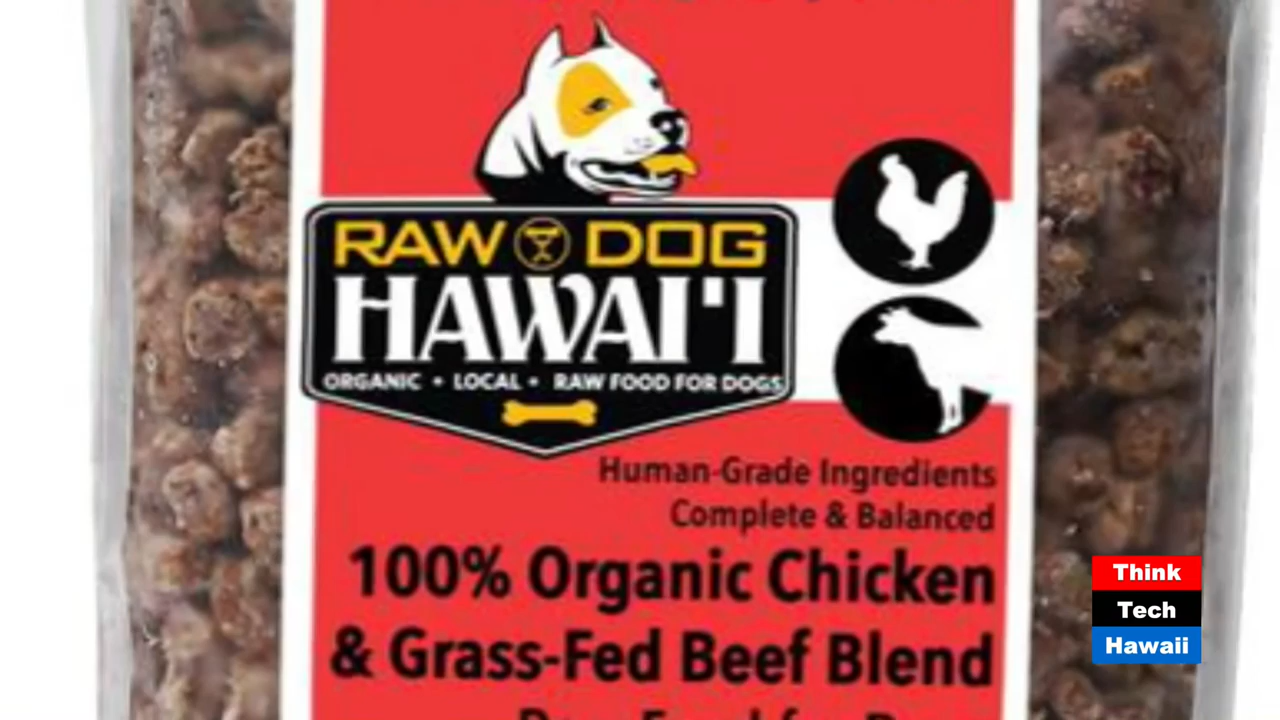 RAW DOG
HAWAI'I
ORGANIC • LOCAL • RAW FOR DOGS
Human-Grade Ingredients
Complete & Balanced
100% Organic Chicken
& Grass-Fed Beef Blend
Think
Tech
Hawaii